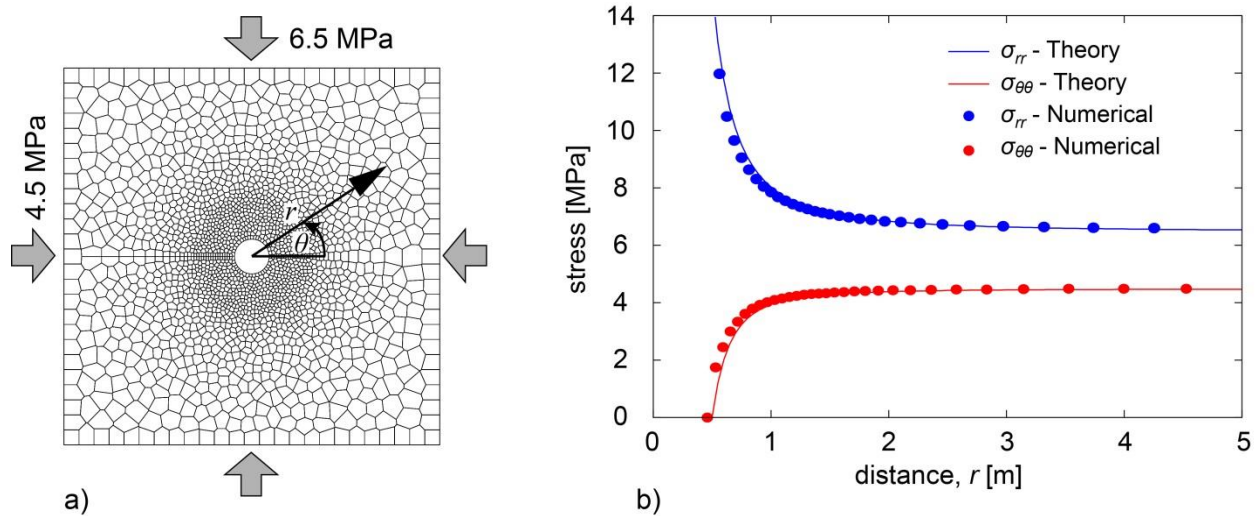 6.5 MPa
4.5 MPa
r
θ
a)
14
12
10
8
6
4
2
0
stress [MPa]
σrr - Theory
σθθ - Theory
σrr - Numerical
σθθ - Numerical
0 1 2 3 4 5
distance, r [m]
b)